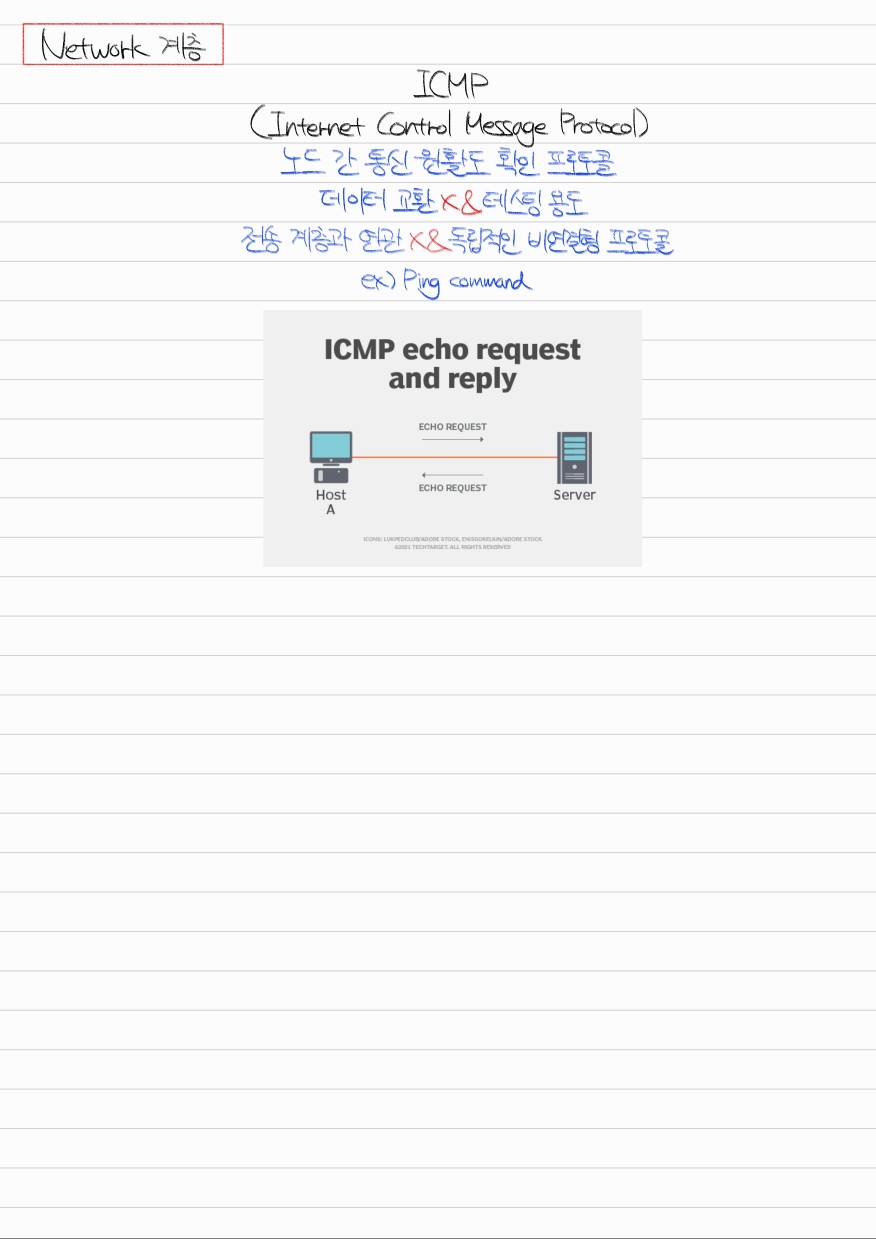 Network 계층
ICMP
(Internet Control Message Protocol)
노드 간 통신 원활도 확인 프로토콜
데이터 교환 X & 테스팅 용도
전송 계층과 연관 X & 독립적인 비연결형 프로토콜
ex) Ping command
ICMP echo request
and reply
ECHO REQUEST
ECHO REQUEST
Host
A
Server
ICONS: LUKPEDCLUB/ADOBE STOCK, ENISGORELKIN/ADOBE STOCK
©2021 TECHTARGET. ALL RIGHTS RESERVED